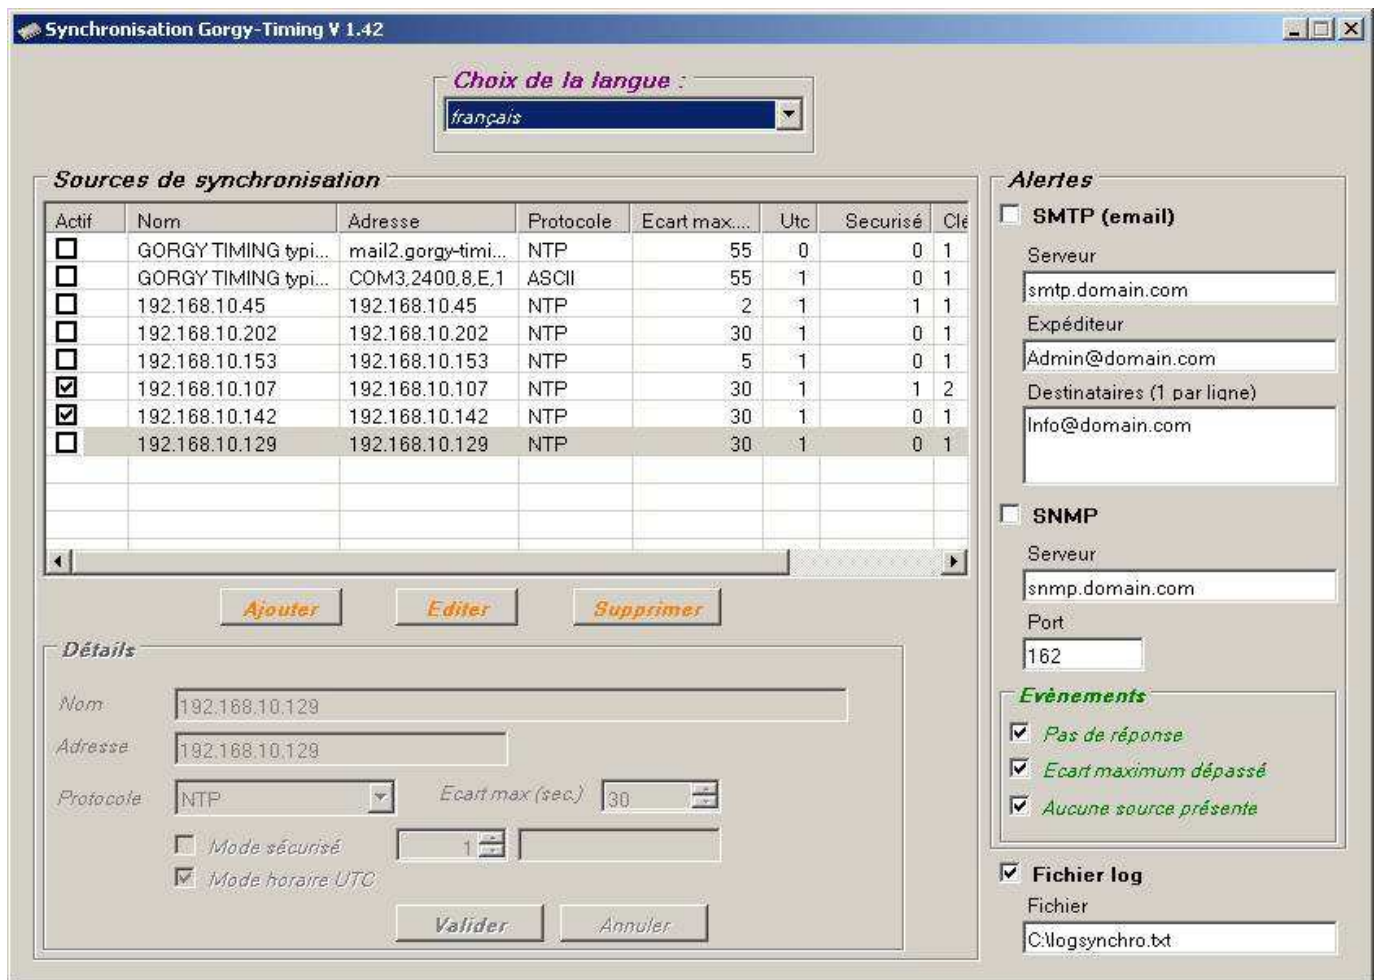 Synchronisation Gorgy-Timing V 1.42
Choix de la langue :
français
Sources de synchronisation
Actif Nom Adresse Protocole Ecart max.... Utc Securisé Clé
GORGY TIMING typi... mail2.gorgy-timi... NTP 55 0 0 1
GORGY TIMING typi... COM3,2400,8,E,1 ASCII 55 1 0 1
192.168.10.45 192.168.10.45 NTP 2 1 1 1
192.168.10.202 192.168.10.202 NTP 30 1 0 1
192.168.10.153 192.168.10.153 NTP 5 1 0 1
192.168.10.107 192.168.10.107 NTP 30 1 1 2
192.168.10.142 192.168.10.142 NTP 30 1 0 1
192.168.10.129 192.168.10.129 NTP 30 1 0 1
Ajouter Editer Supprimer
Détails
Nom 192.168.10.129
Adresse 192.168.10.129
Protocole NTP Ecart max (sec.) 30
Mode sécurisé 1
Mode horaire UTC
Valider Annuler
Alertes
SMTP (email)
Serveur
smtp.domain.com
Expéditeur
Admin@domain.com
Destinataires (1 par ligne)
Info@domain.com
SNMP
Serveur
snmp.domain.com
Port
162
Evènements
Pas de réponse
Ecart maximum dépassé
Aucune source présente
Fichier log
Fichier
C:\logsynchro.txt